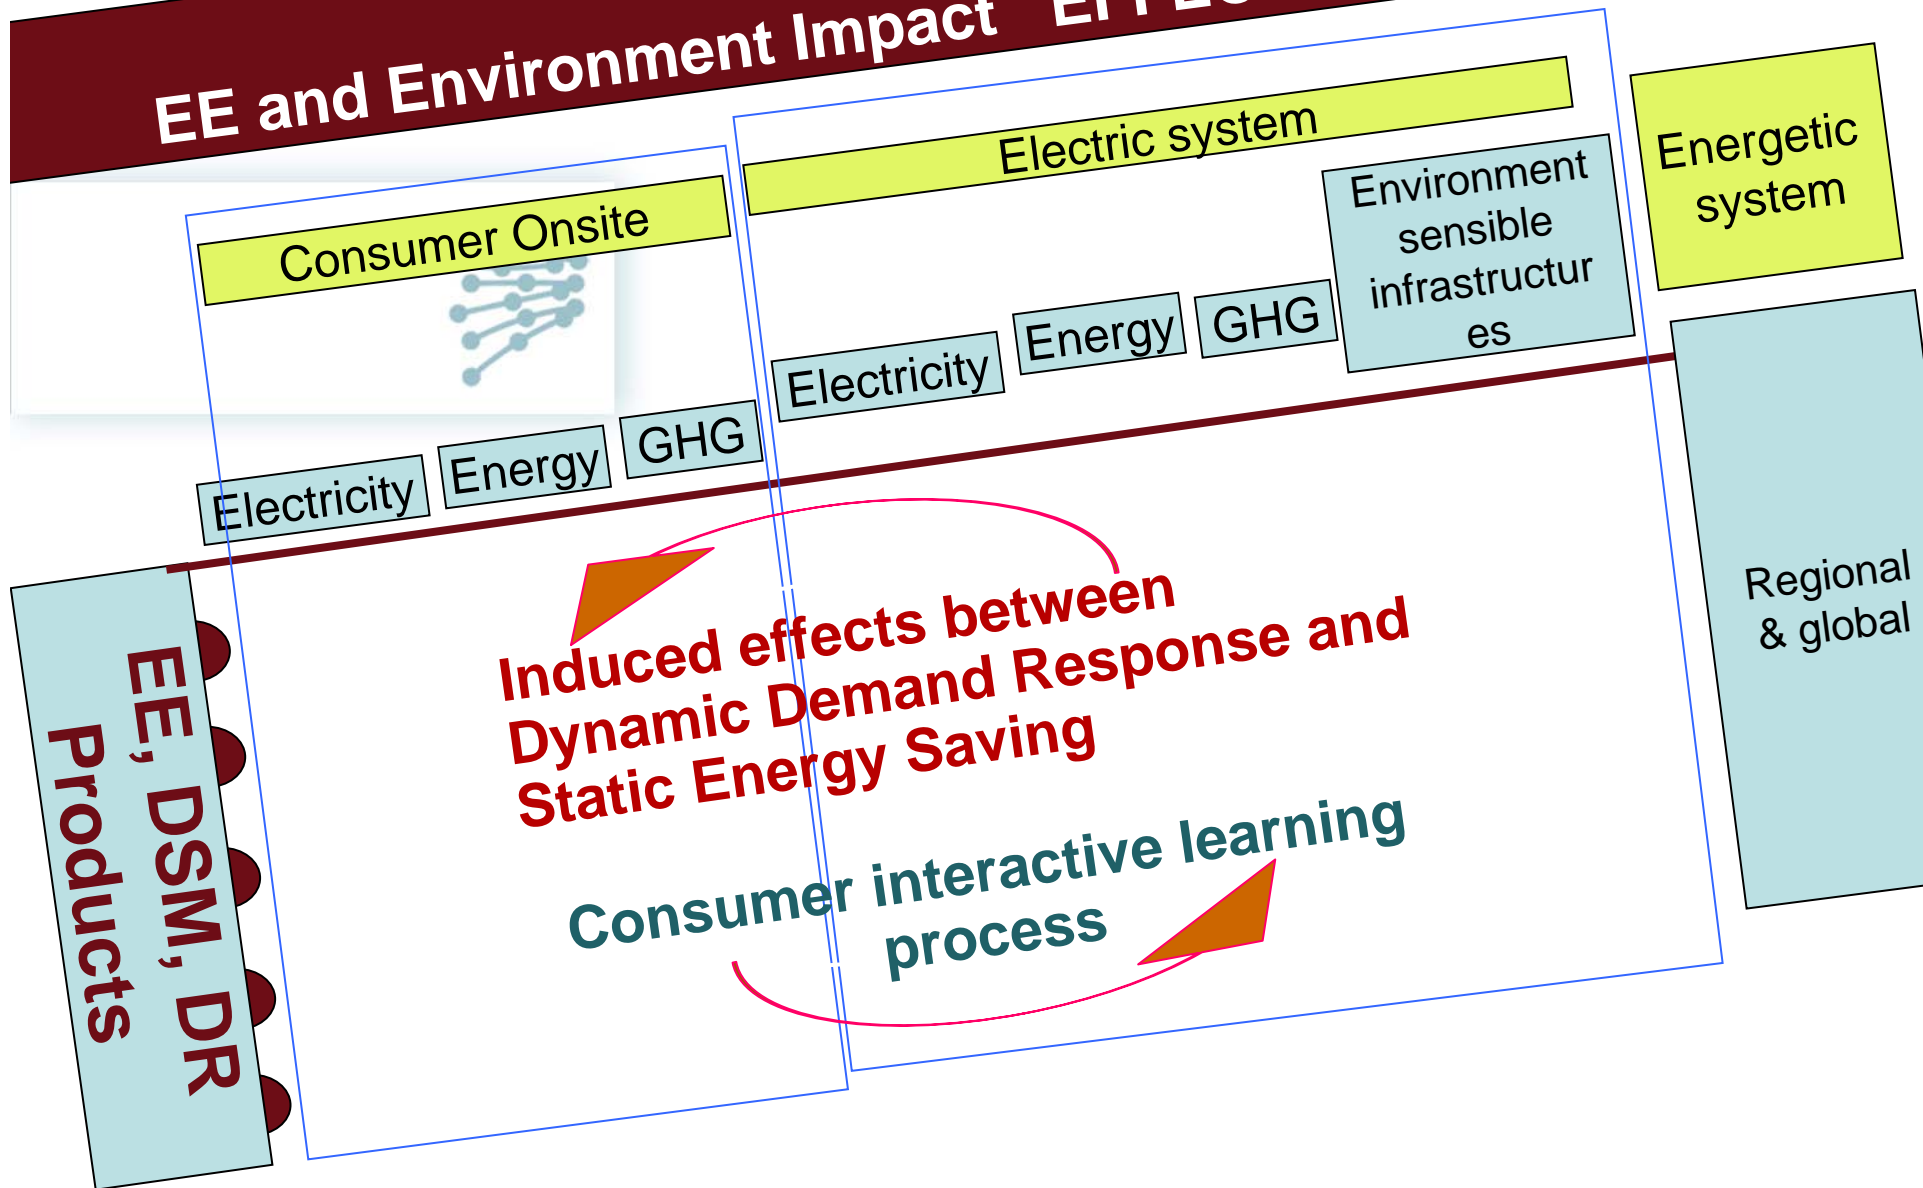 EE and Environment Impact
Consumer Onsite
Electric system
Energetic
system
Electricity
Energy
GHG
Electricity
Energy
GHG
Environment
sensible
infrastructur
es
Regional
& global
EE, DSM, DR
Products
Induced effects between
Dynamic Demand Response and
Static Energy Saving
Consumer interactive learning
process